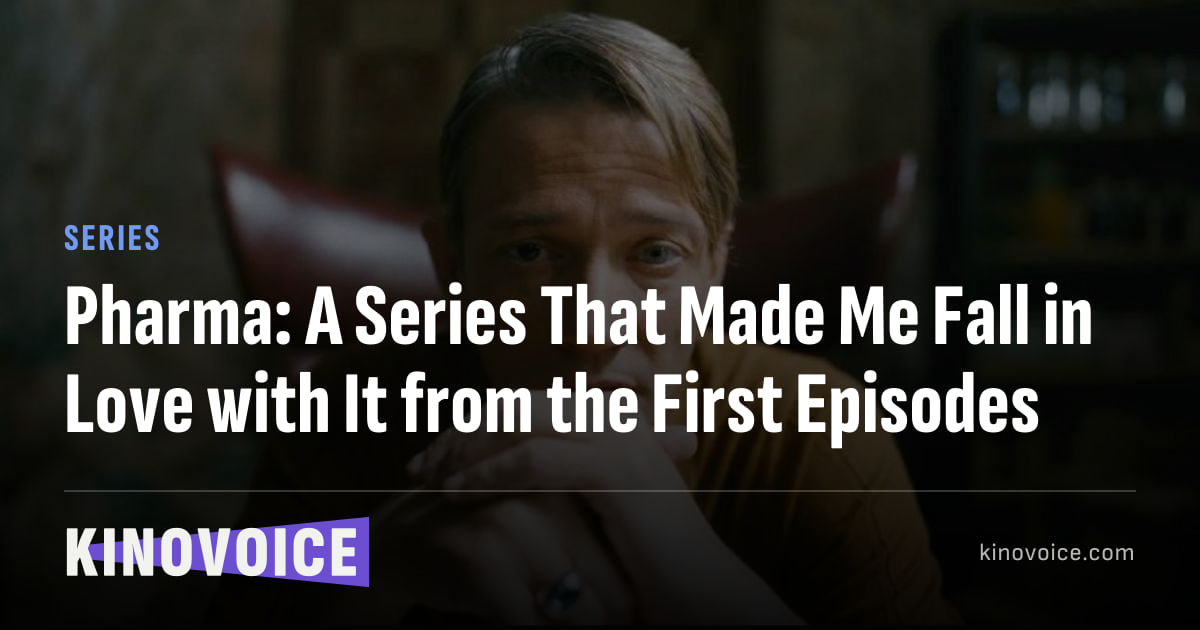 SERIES
Pharma: A Series That Made Me Fall in
Love with It from the First Episodes
KINOVOICE
kinovoice.com